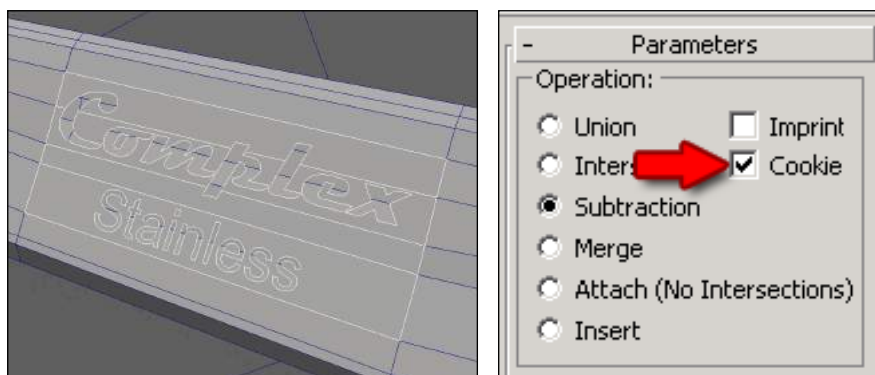 Complex
Stainless
- Parameters
Operation:
Union Imprint
Cookie
Subtraction
Merge
Attach (No Intersections)
Insert